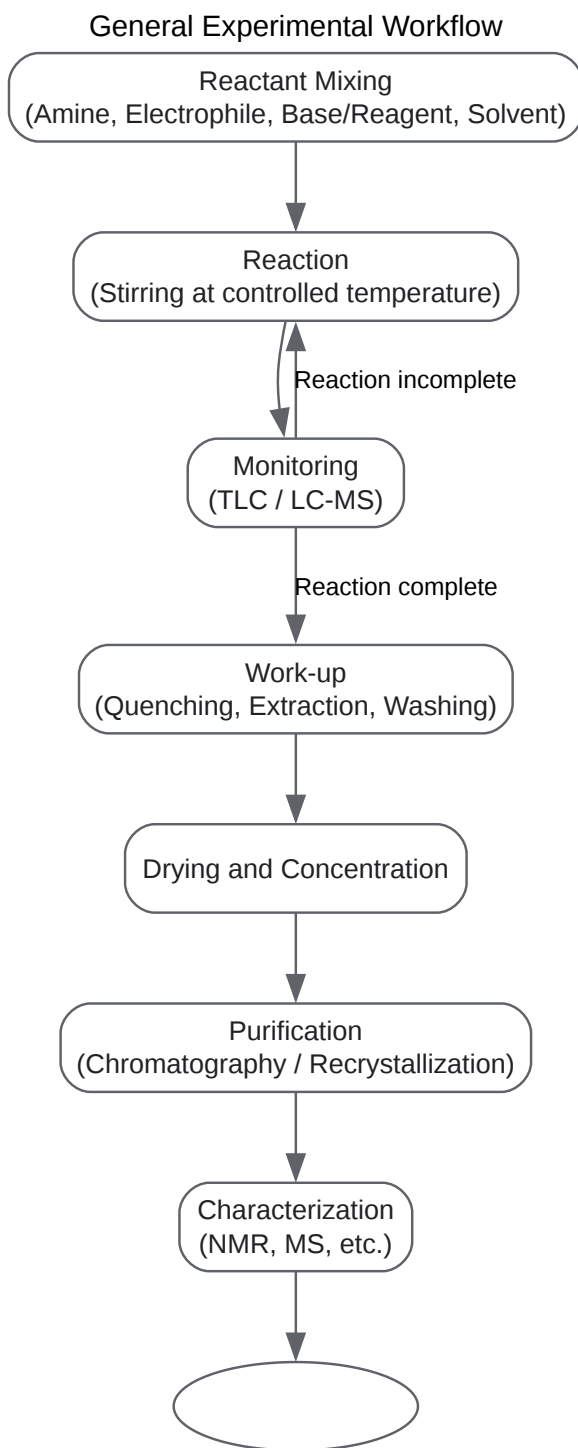 General Experimental Workflow
Reactant Mixing
(Amine, Electrophile, Base/Reagent, Solvent)
Reaction
(Stirring at controlled temperature)
Reaction incomplete
Monitoring
(TLC / LC-MS)
Reaction complete
Work-up
(Quenching, Extraction, Washing)
Drying and Concentration
Purification
(Chromatography / Recrystallization)
Characterization
(NMR, MS, etc.)